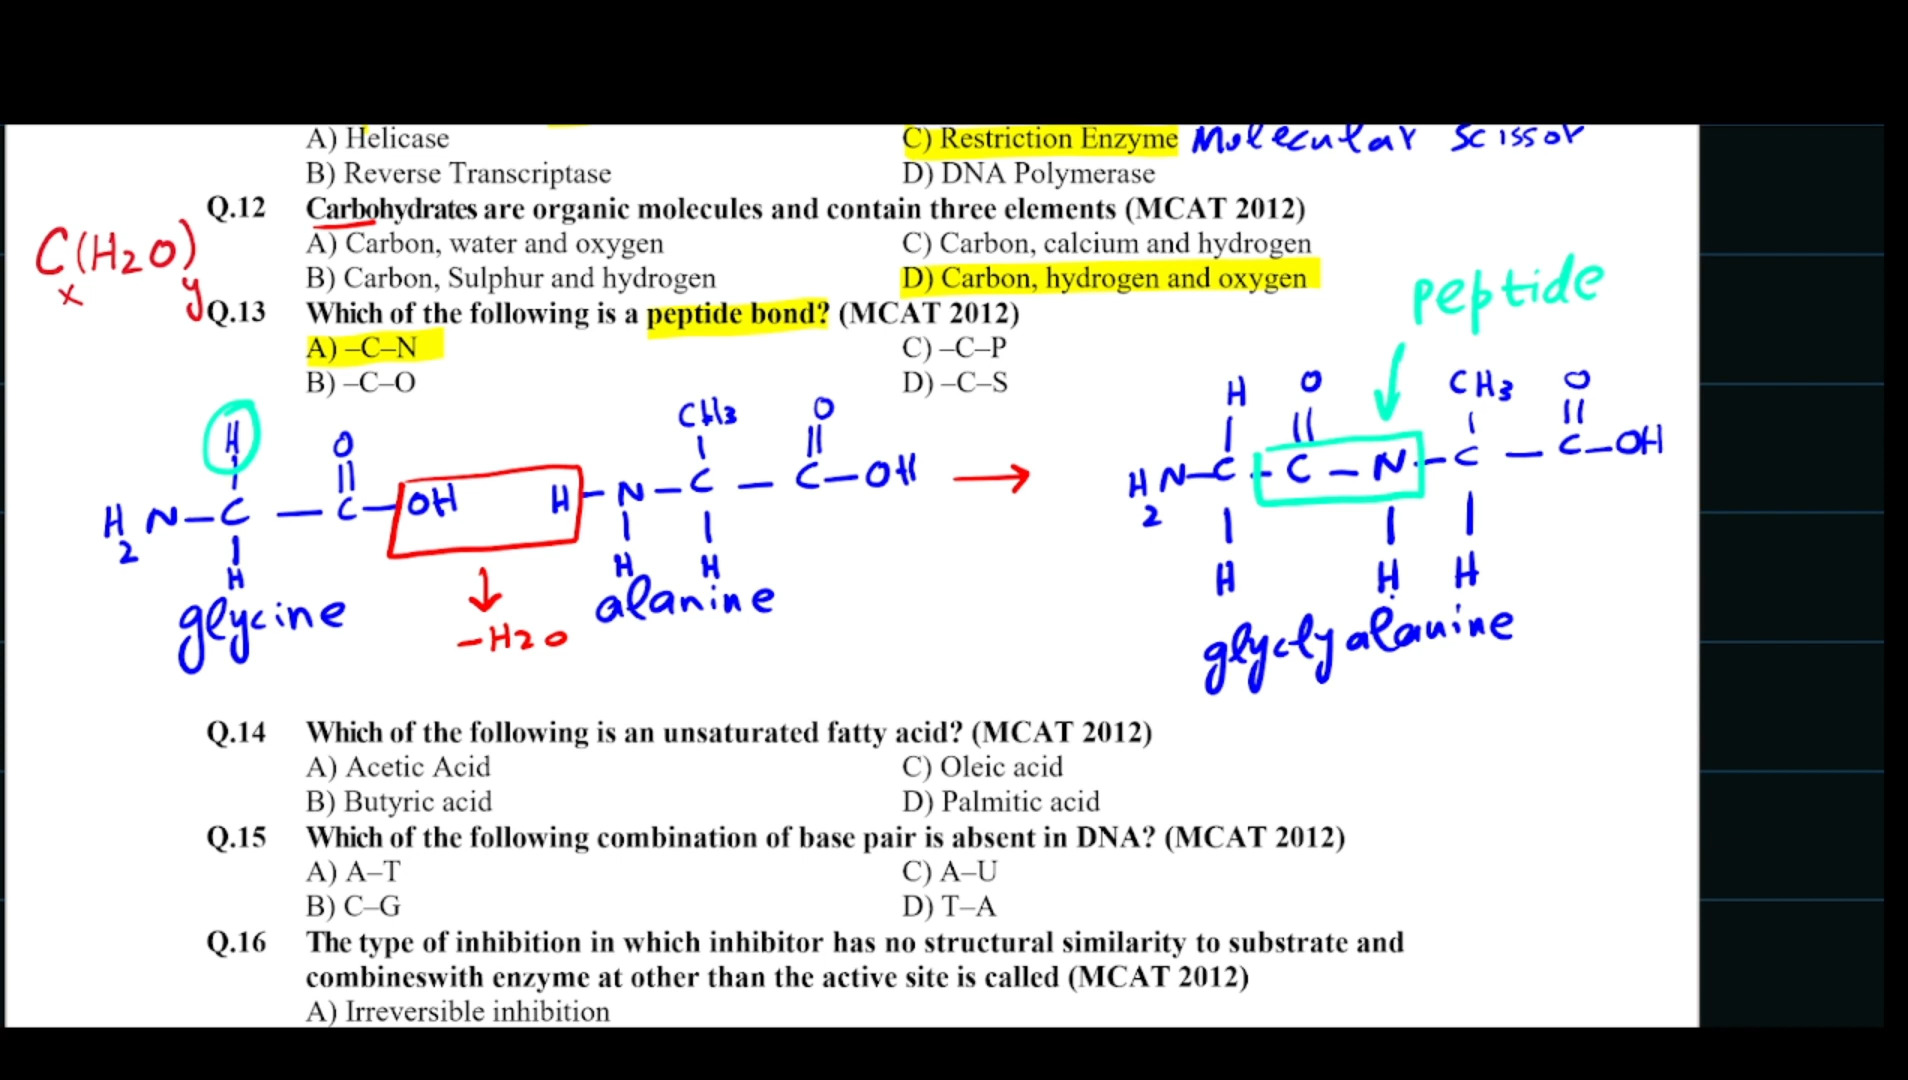 A) Helicase C) Restriction Enzyme Molecular Scissor
B) Reverse Transcriptase D) DNA Polymerase
Q.12 Carbohydrates are organic molecules and contain three elements (MCAT 2012)
C(H2O)
x y
A) Carbon, water and oxygen C) Carbon, calcium and hydrogen
B) Carbon, Sulphur and hydrogen D) Carbon, hydrogen and oxygen
peptide
Q.13 Which of the following is a peptide bond? (MCAT 2012)
A) –C–N C) –C–P
B) –C–O D) –C–S
H O CH3 O H O CH3 O
H2N–C–C–OH H–N–C–C–OH → H2N–C–C–N–C–C–OH
H H H H H H
glycine –H2O alanine glyclyalanine
Q.14 Which of the following is an unsaturated fatty acid? (MCAT 2012)
A) Acetic Acid C) Oleic acid
B) Butyric acid D) Palmitic acid
Q.15 Which of the following combination of base pair is absent in DNA? (MCAT 2012)
A) A–T C) A–U
B) C–G D) T–A
Q.16 The type of inhibition in which inhibitor has no structural similarity to substrate and
combineswith enzyme at other than the active site is called (MCAT 2012)
A) Irreversible inhibition